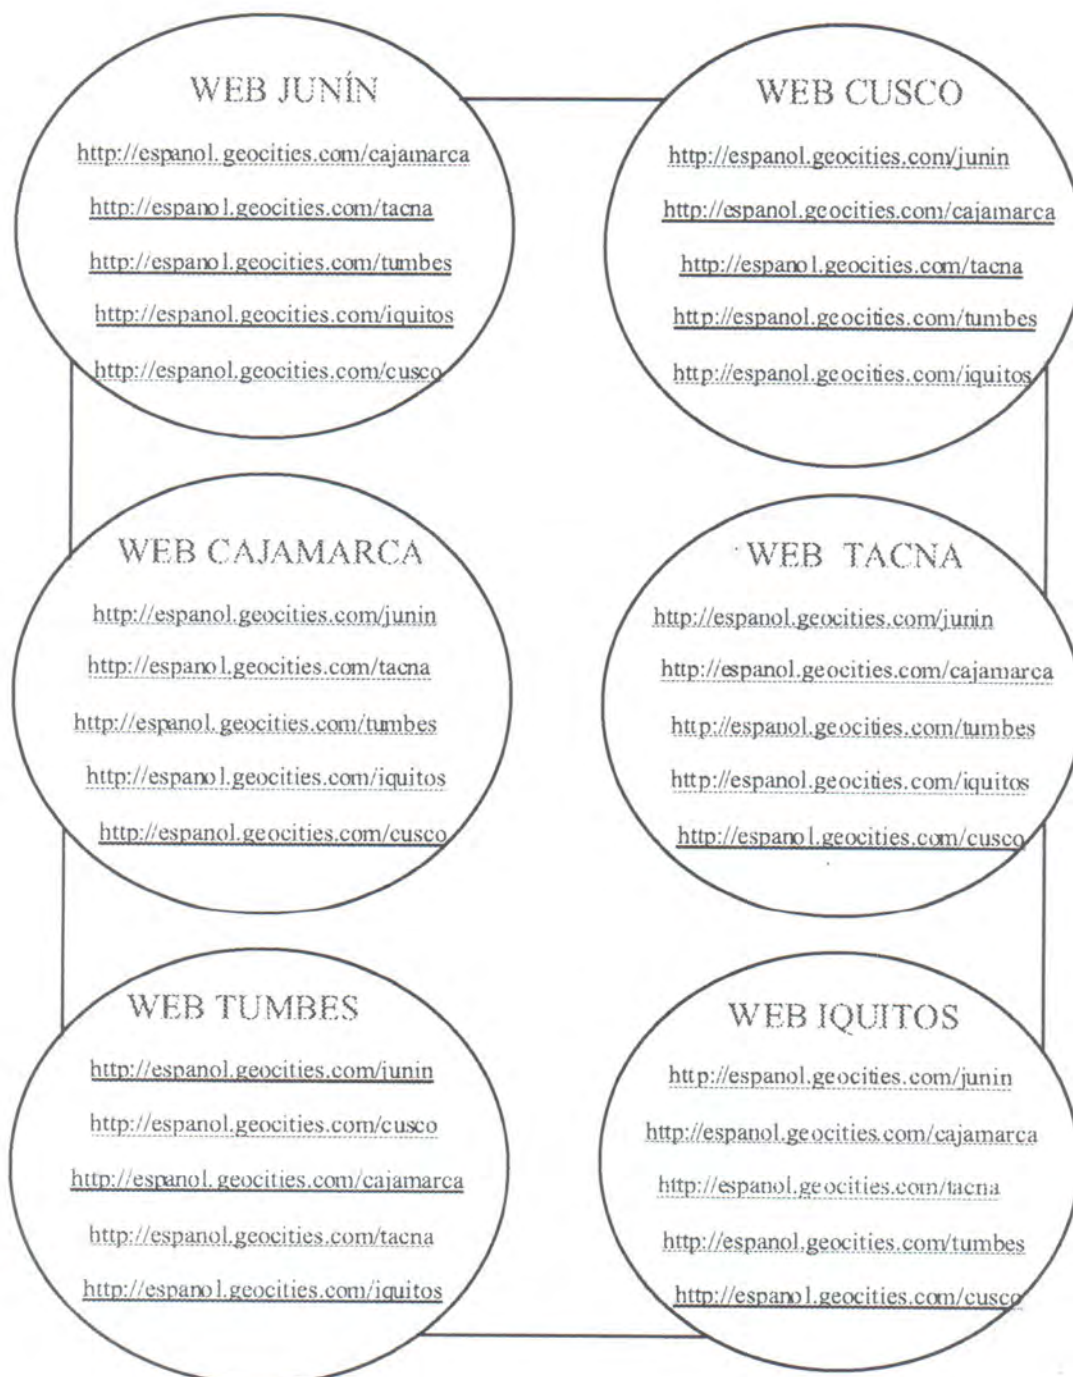 WEB JUNÍN
http://espanol.geocities.com/cajamarca
http://espanol.geocities.com/tacna
http://espanol.geocities.com/tumbes
http://espanol.geocities.com/iquitos
http://espanol.geocities.com/cusco
WEB CUSCO
http://espanol.geocities.com/junin
http://espanol.geocities.com/cajamarca
http://espanol.geocities.com/tacna
http://espanol.geocities.com/tumbes
http://espanol.geocities.com/iquitos
WEB CAJAMARCA
http://espanol.geocities.com/junin
http://espanol.geocities.com/tacna
http://espanol.geocities.com/tumbes
http://espanol.geocities.com/iquitos
http://espanol.geocities.com/cusco
WEB TACNA
http://espanol.geocities.com/junin
http://espanol.geocities.com/cajamarca
http://espanol.geocities.com/tumbes
http://espanol.geocities.com/iquitos
http://espanol.geocities.com/cusco
WEB TUMBES
http://espanol.geocities.com/junin
http://espanol.geocities.com/cusco
http://espanol.geocities.com/cajamarca
http://espanol.geocities.com/tacna
http://espanol.geocities.com/iquitos
WEB IQUITOS
http://espanol.geocities.com/junin
http://espanol.geocities.com/cajamarca
http://espanol.geocities.com/tacna
http://espanol.geocities.com/tumbes
http://espanol.geocities.com/cusco